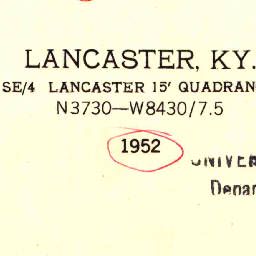 LANCASTER, KY.
SE/4 LANCASTER 15′ QUADRAN
N3730—W8430/7.5
1952